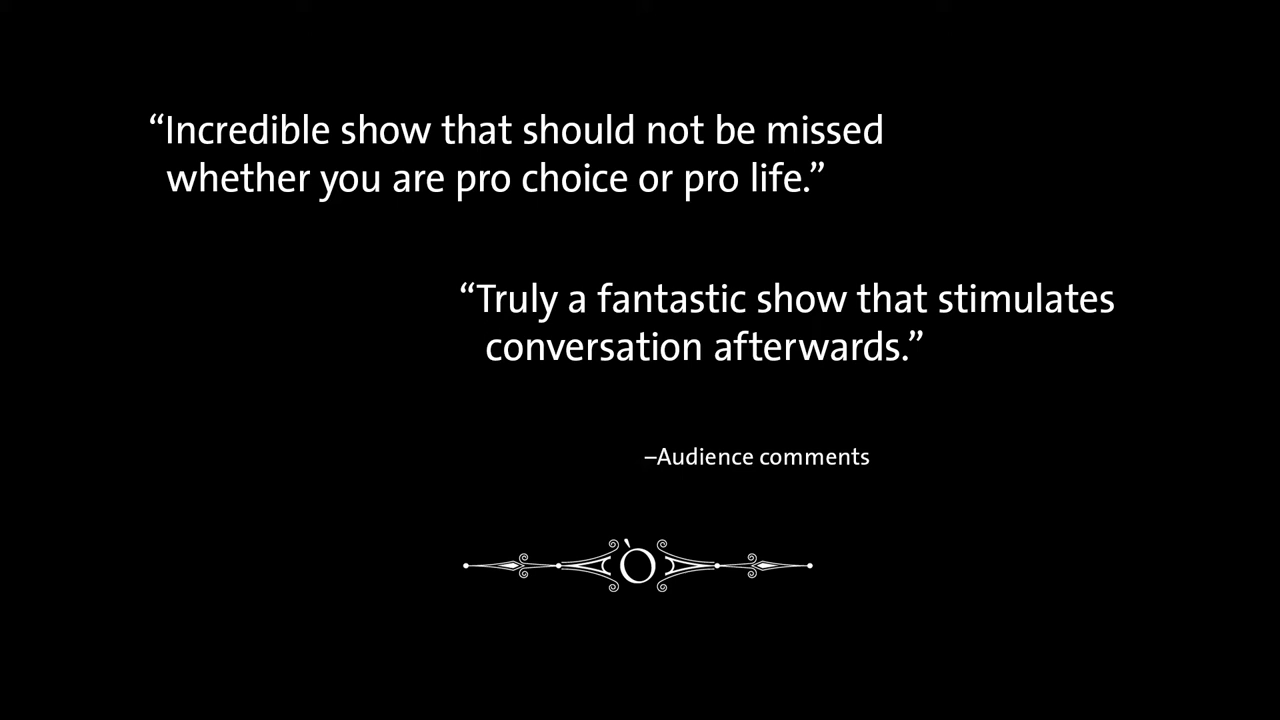 “Incredible show that should not be missed
whether you are pro choice or pro life.”
“Truly a fantastic show that stimulates
conversation afterwards.”
–Audience comments
Ò